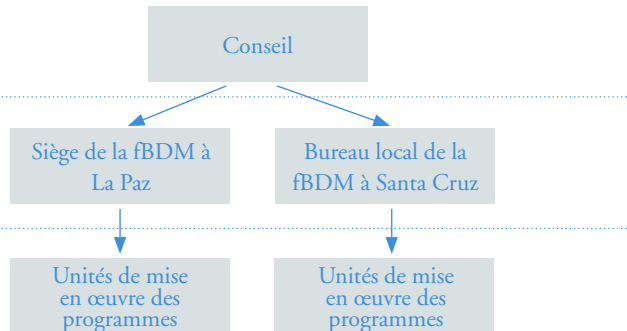 Conseil
Siège de la fBDM à
La Paz
Bureau local de la
fBDM à Santa Cruz
Unités de mise
en œuvre des
programmes
Unités de mise
en œuvre des
programmes